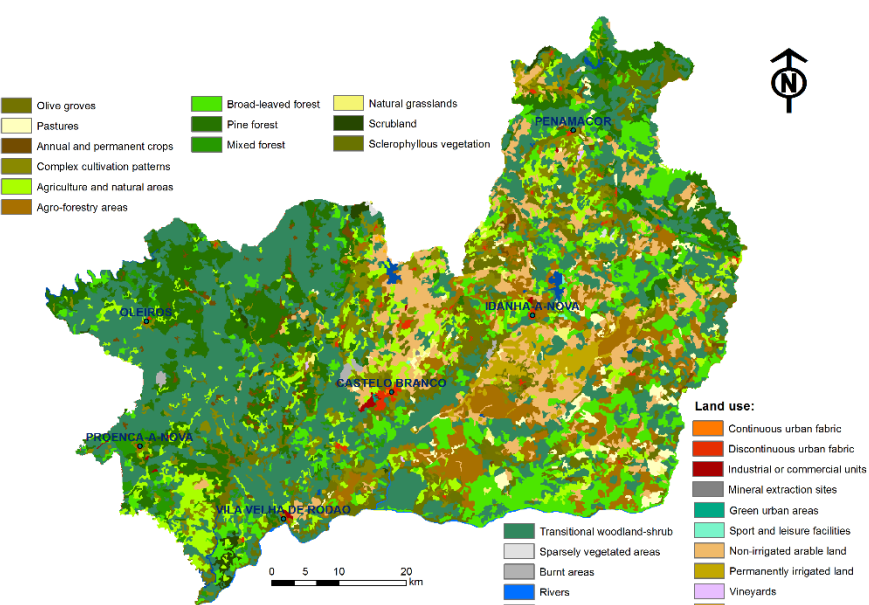 N
Olive groves
Pastures
Annual and permanent crops
Complex cultivation patterns
Agriculture and natural areas
Agro-forestry areas
Broad-leaved forest
Pine forest
Mixed forest
Natural grasslands
Scrubland
Sclerophyllous vegetation
PENAMACOR
IDANHA-A-NOVA
OLEIROS
CASTELO BRANCO
PROENCA-A-NOVA
VILA VELHA DE RODAO
0 5 10 20
km
Transitional woodland-shrub
Sparsely vegetated areas
Burnt areas
Rivers
Land use:
Continuous urban fabric
Discontinuous urban fabric
Industrial or commercial units
Mineral extraction sites
Green urban areas
Sport and leisure facilities
Non-irrigated arable land
Permanently irrigated land
Vineyards